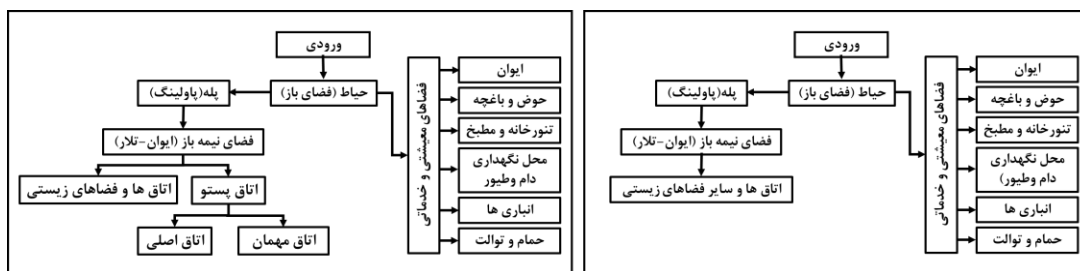 ورودی
حیاط (فضای باز)
پله(پاولینگ)
فضای نیمه باز (ایوان-تلار)
اتاق ها و سایر فضاهای زیستی
فضاهای معیشتی و خدماتی
ایوان
حوض و باغچه
تنورخانه و مطبخ
محل نگهداری
دام وطیور)
انباری ها
حمام و توالت
ورودی
حیاط (فضای باز)
پله(پاولینگ)
فضای نیمه باز (ایوان-تلار)
اتاق پستو
اتاق ها و فضاهای زیستی
اتاق مهمان
اتاق اصلی
فضاهای معیشتی و خدماتی
ایوان
حوض و باغچه
تنورخانه و مطبخ
محل نگهداری
دام وطیور
انباری ها
حمام و توالت